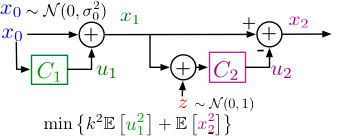 x₀ ~ 𝒩(0, σ₀²)
x₀ + x₁ + - x₂
C₁ u₁ + C₂ u₂
z ~ 𝒩(0, 1)
min {k²𝔼 [u₁²] + 𝔼 [x₂²]}